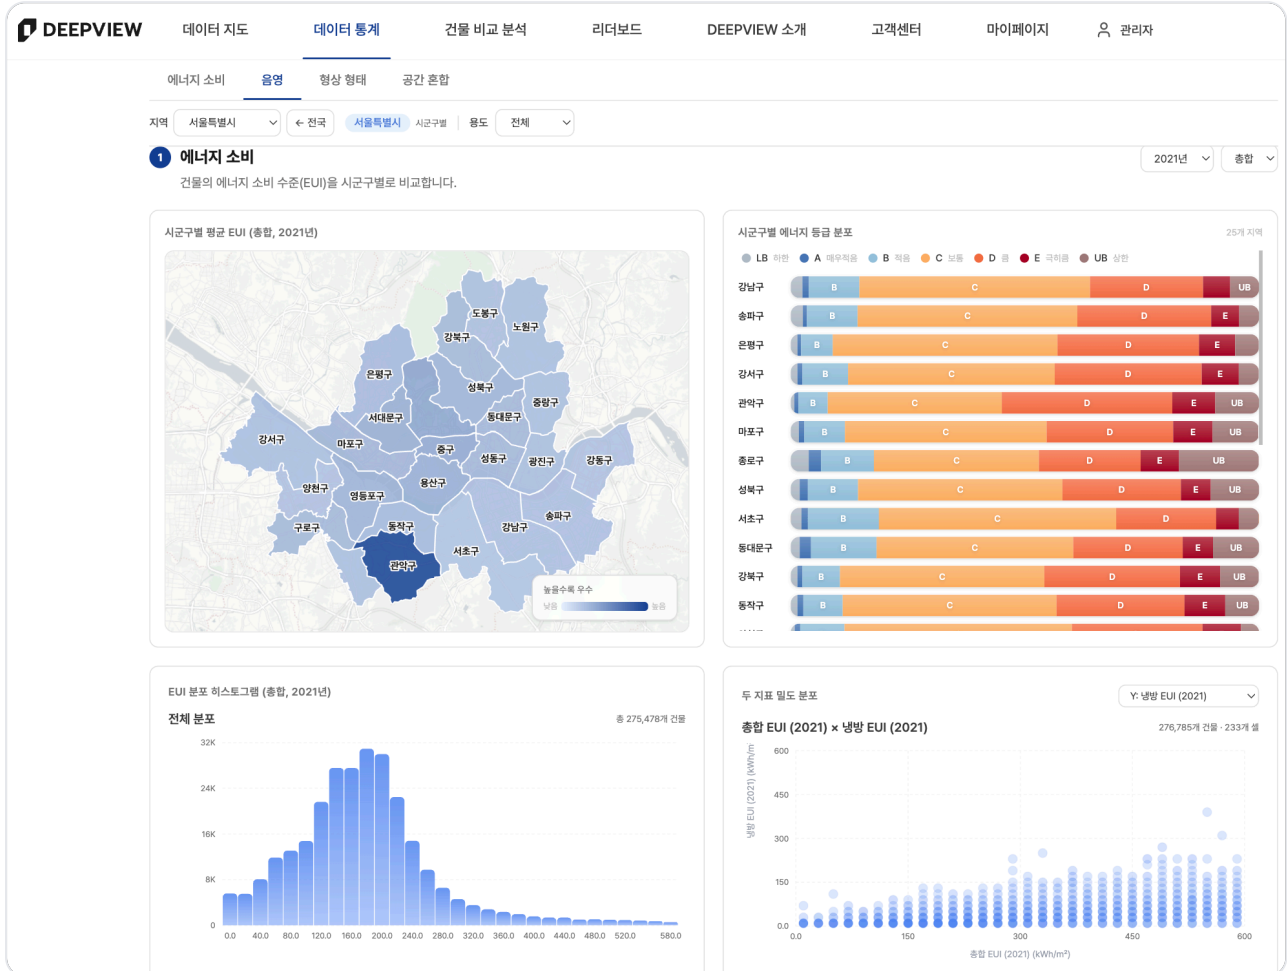 DEEPVIEW 데이터 지도 데이터 통계 건물 비교 분석 리더보드 DEEPVIEW 소개 고객센터 마이페이지 관리자
에너지 소비 음영 형상 형태 공간 혼합
지역 서울특별시 ← 전국 서울특별시 시군구별 용도 전체
1 에너지 소비 2021년 총합
건물의 에너지 소비 수준(EUI)을 시군구별로 비교합니다.
시군구별 평균 EUI (총합, 2021년)
도봉구
노원구
강북구
은평구
성북구
중랑구
서대문구
동대문구
강서구
마포구
중구
성동구
광진구
강동구
용산구
양천구
영등포구
송파구
구로구
동작구
강남구
서초구
관악구
높을수록 우수
낮음 높음
시군구별 에너지 등급 분포 25개 지역
LB 하한 A 매우적음 B 적음 C 보통 D 큼 E 극히큼 UB 상한
강남구 B C D UB
송파구 B C D E
은평구 B C D E
강서구 B C D E
관악구 B C D E UB
마포구 B C D E UB
종로구 B C D E UB
성북구 B C D E UB
서초구 B C D
동대문구 B C D E UB
강북구 B C D E UB
동작구 B C D E UB
EUI 분포 히스토그램 (총합, 2021년)
전체 분포 총 275,478개 건물
32K
24K
16K
8K
0
0.0 40.0 80.0 120.0 160.0 200.0 240.0 280.0 320.0 360.0 400.0 440.0 480.0 520.0 580.0
두 지표 밀도 분포 Y: 냉방 EUI (2021)
총합 EUI (2021) × 냉방 EUI (2021) 276,785개 건물 · 233개 셀
냉방 EUI (2021) (kWh/m
600
450
300
150
0.0
0.0 150 300 450 600
총합 EUI (2021) (kWh/m²)